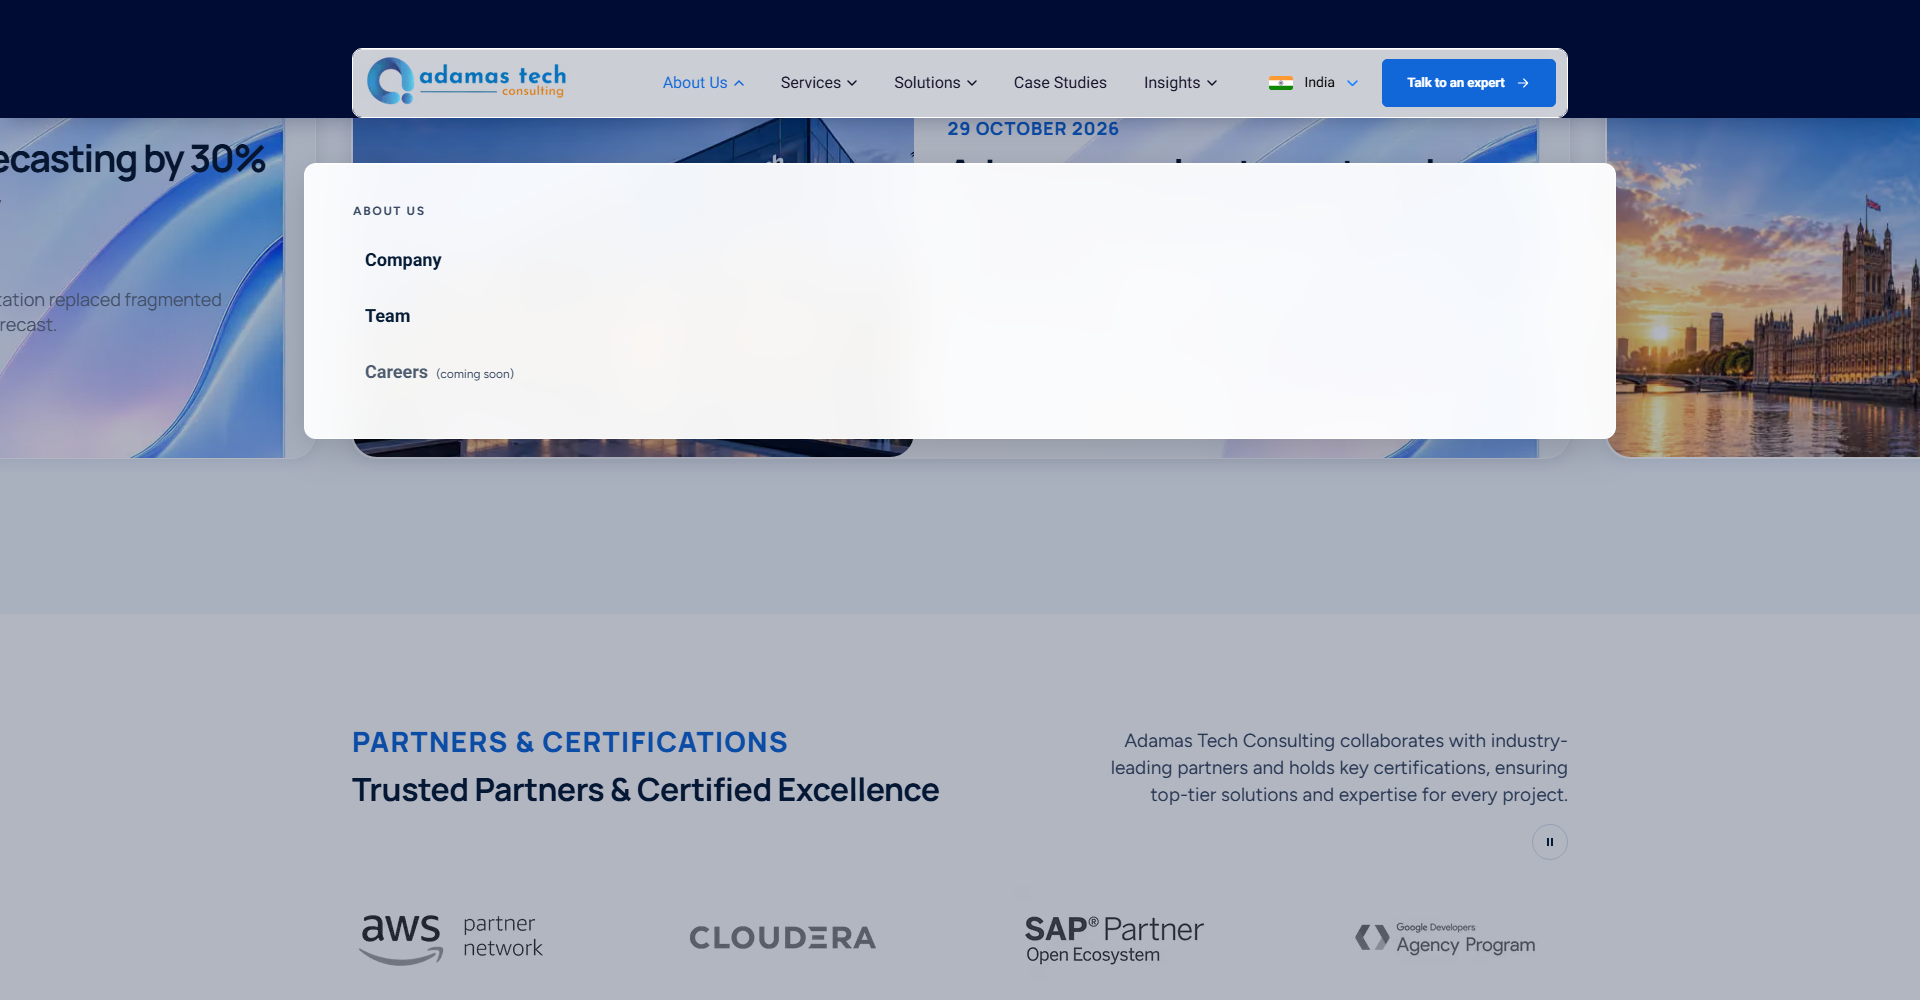 adamas tech
consulting
About Us
Services
Solutions
Case Studies
Insights
India
Talk to an expert
ecasting by 30%
29 OCTOBER 2026
ABOUT US
Company
Team
Careers (coming soon)
tation replaced fragmented
recast.
PARTNERS & CERTIFICATIONS
Trusted Partners & Certified Excellence
Adamas Tech Consulting collaborates with industry-
leading partners and holds key certifications, ensuring
top-tier solutions and expertise for every project.
aws partner
network
CLOUDERA
SAP® Partner
Open Ecosystem
Google Developers
Agency Program